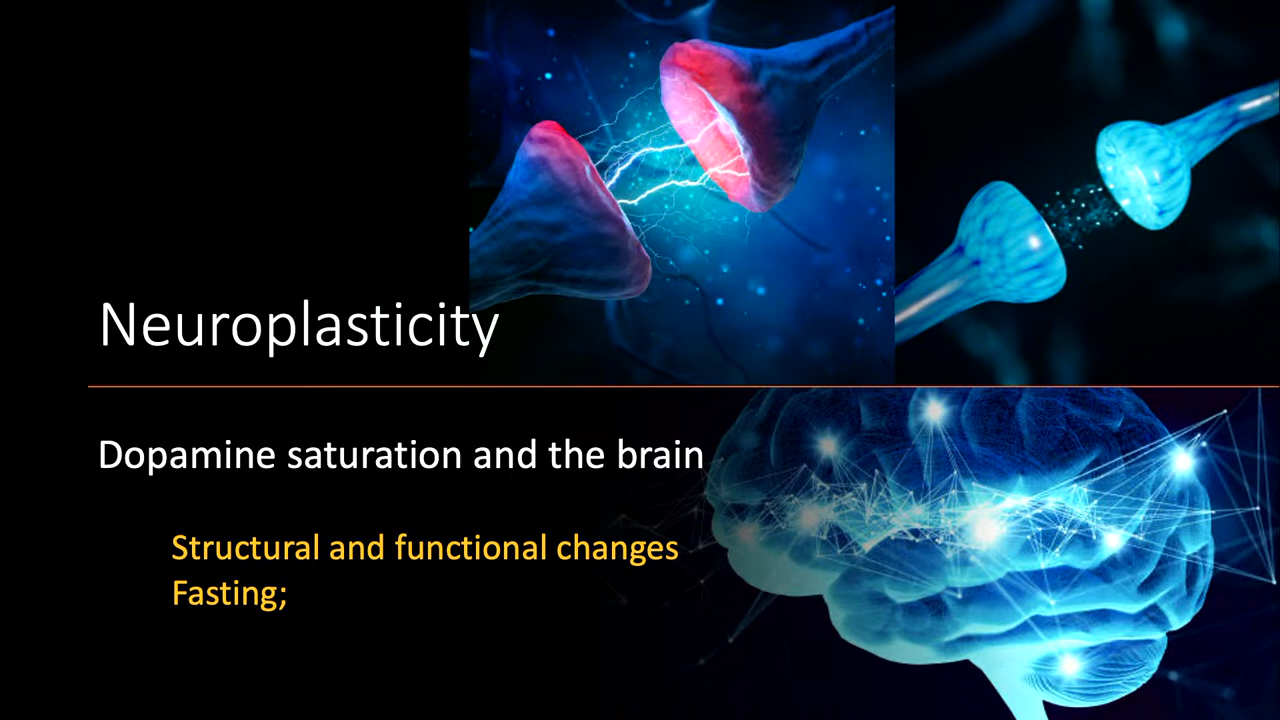 Neuroplasticity
Dopamine saturation and the brain
Structural and functional changes
Fasting;